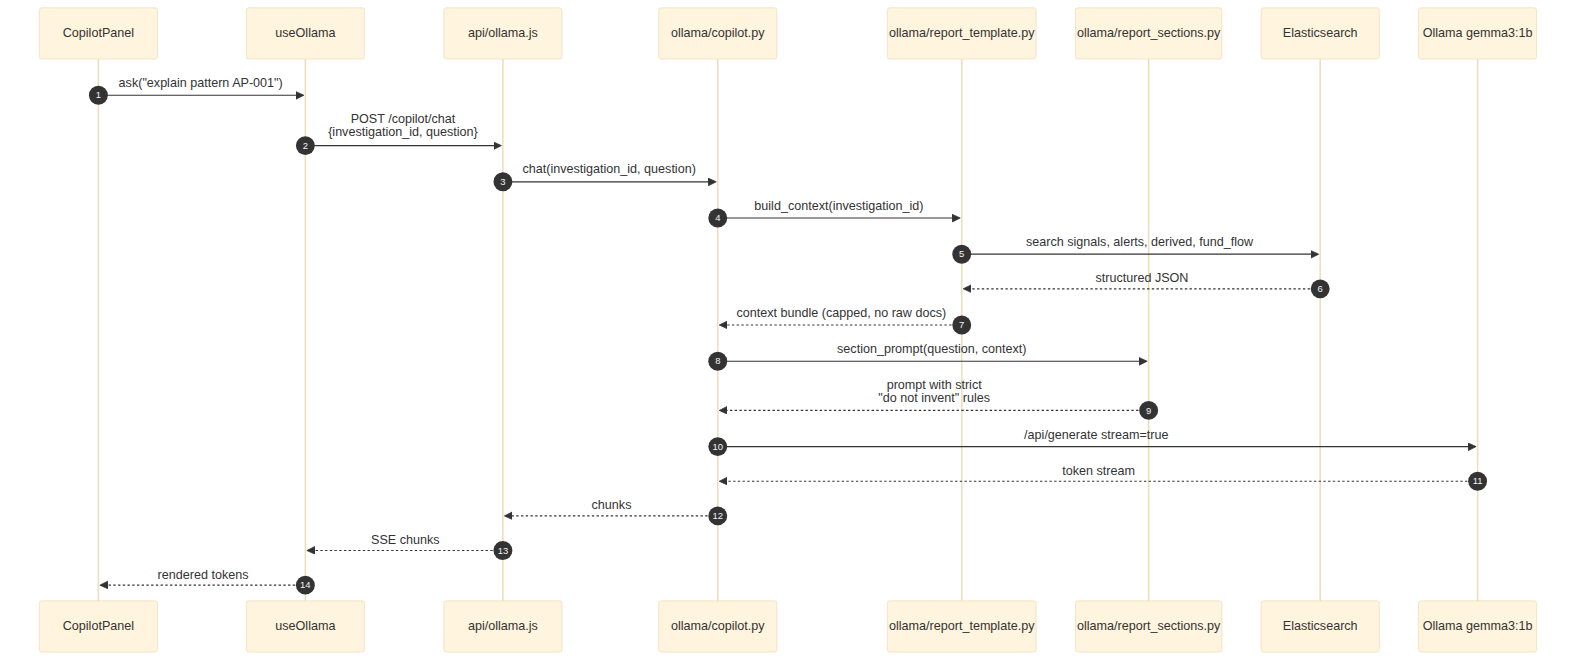 CopilotPanel
useOllama
api/ollama.js
ollama/copilot.py
ollama/report_template.py
ollama/report_sections.py
Elasticsearch
Ollama gemma3:1b
ask("explain pattern AP-001")
1
POST /copilot/chat
{investigation_id, question}
2
chat(investigation_id, question)
3
build_context(investigation_id)
4
search signals, alerts, derived, fund_flow
5
structured JSON
6
context bundle (capped, no raw docs)
7
section_prompt(question, context)
8
prompt with strict
"do not invent" rules
9
/api/generate stream=true
10
token stream
11
chunks
12
SSE chunks
13
rendered tokens
14
CopilotPanel
useOllama
api/ollama.js
ollama/copilot.py
ollama/report_template.py
ollama/report_sections.py
Elasticsearch
Ollama gemma3:1b